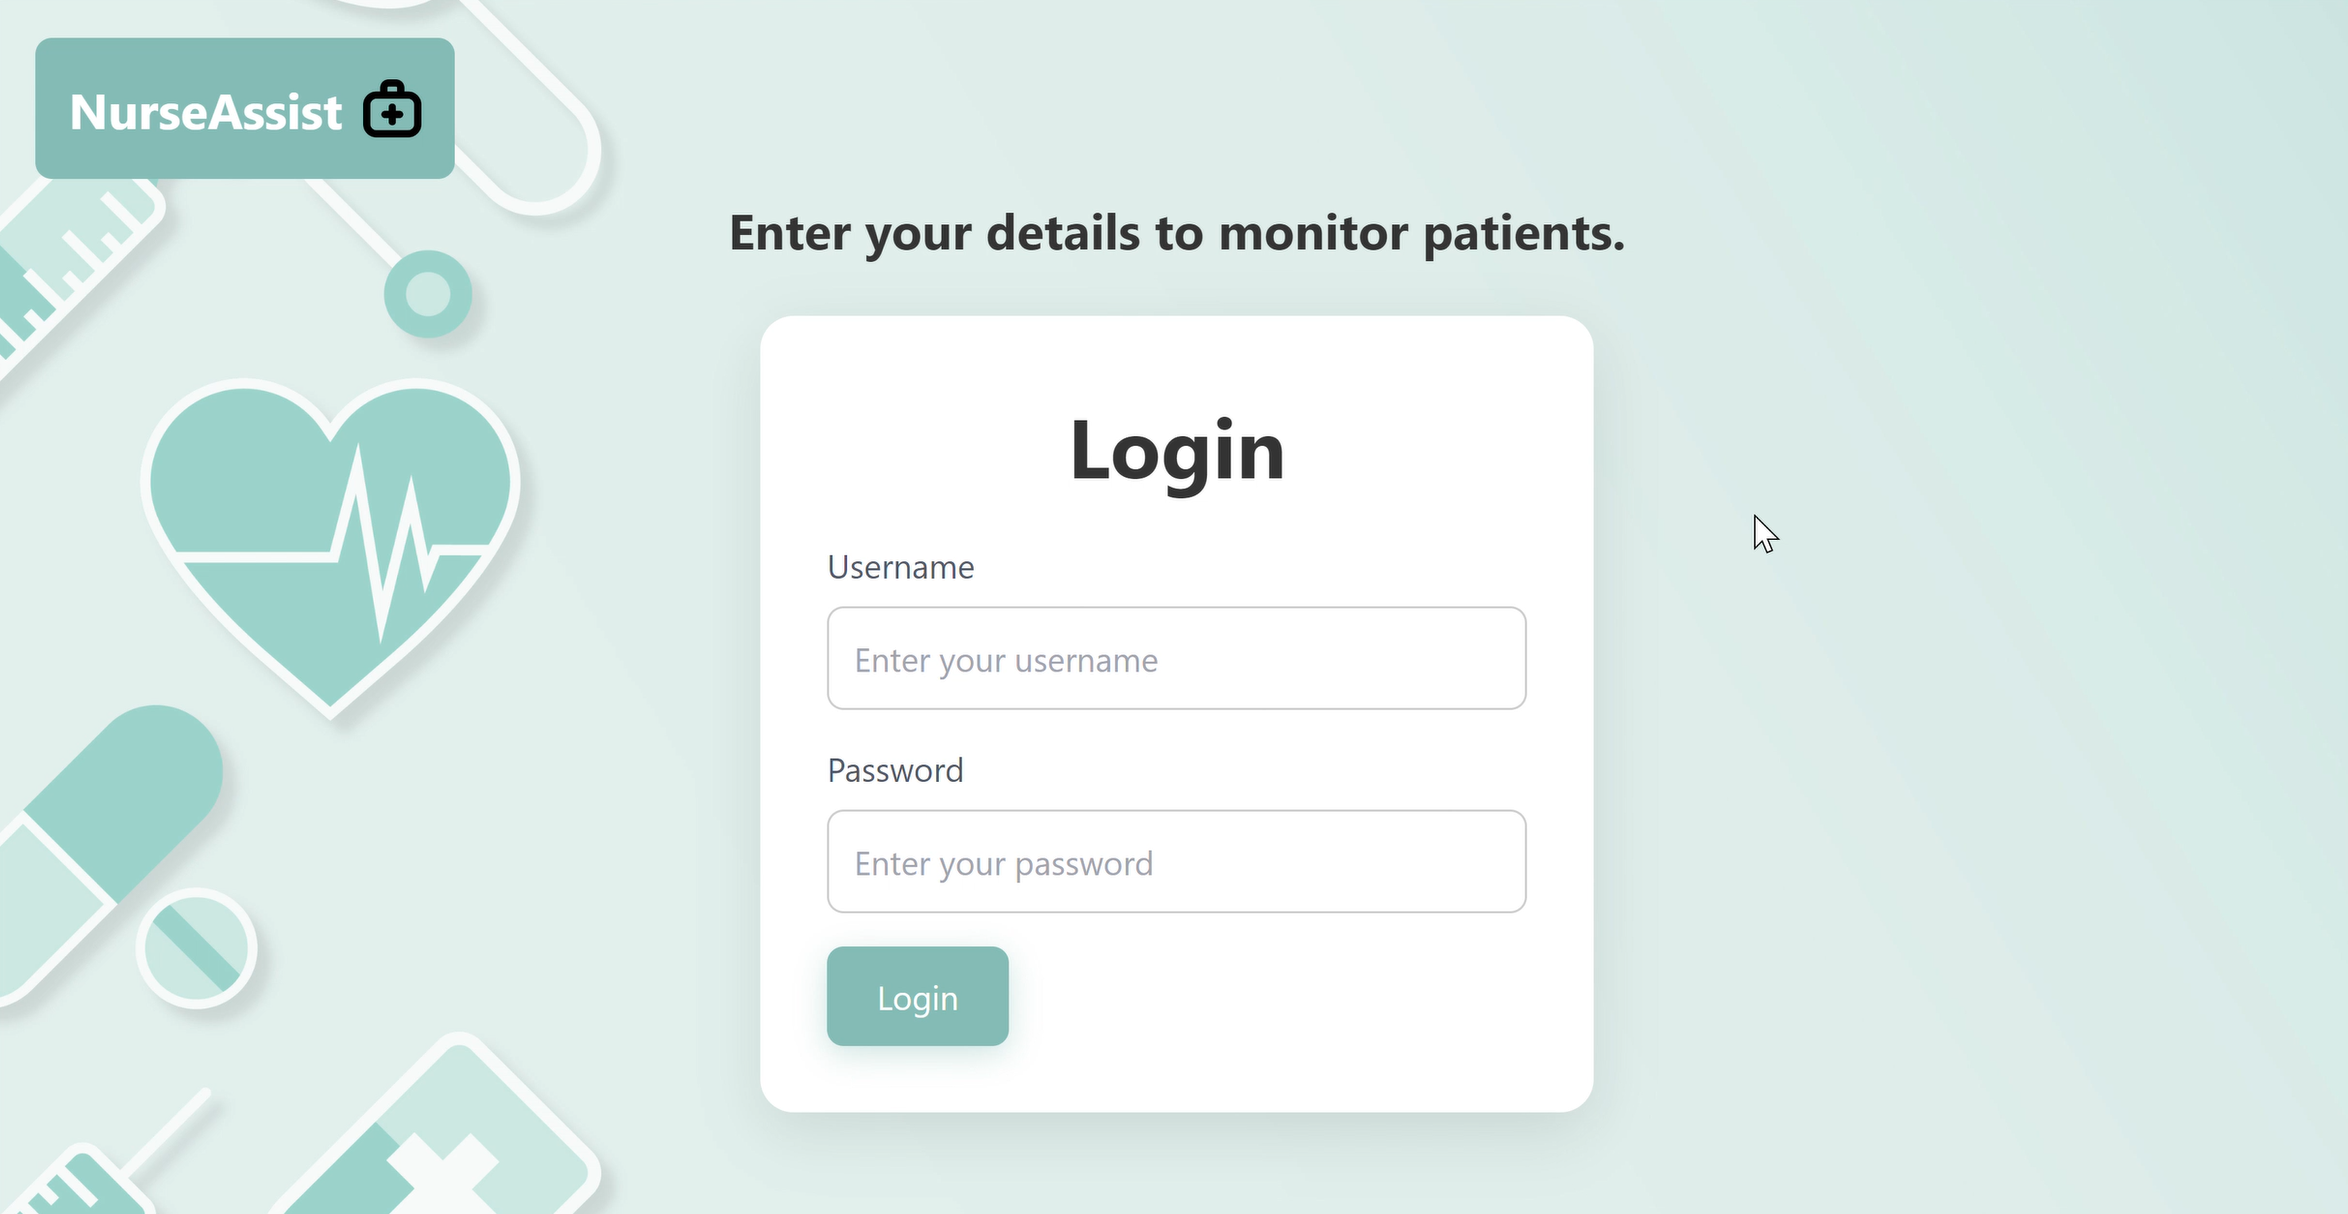 NurseAssist
Enter your details to monitor patients.
Login
Username
Enter your username
Password
Enter your password
Login